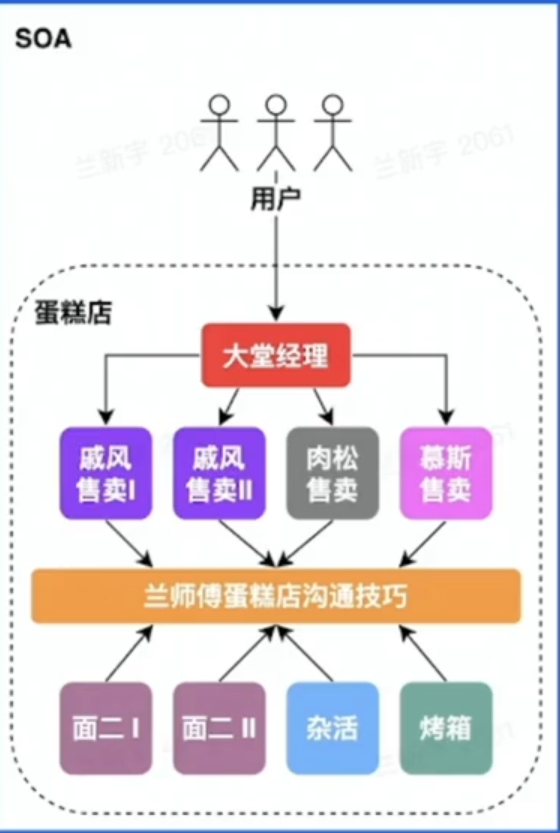 SOA
兰新宇 2061
兰新宇 2061
用户
蛋糕店
大堂经理
戚风
售卖I
戚风
售卖II
肉松
售卖
慕斯
售卖
兰师傅蛋糕店沟通技巧
面二 I
面二 II
杂活
烤箱